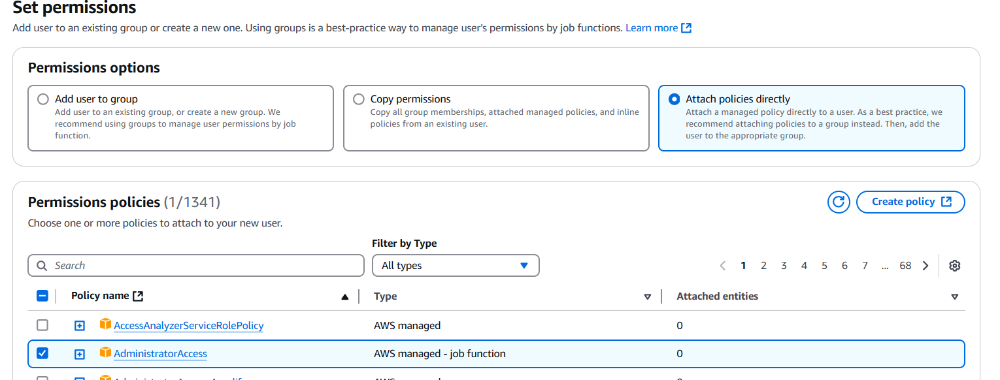 Set permissions
Add user to an existing group or create a new one. Using groups is a best-practice way to manage user's permissions by job functions. Learn more
Permissions options
Add user to group
Add user to an existing group, or create a new group. We
recommend using groups to manage user permissions by job
function.
Copy permissions
Copy all group memberships, attached managed policies, and inline
policies from an existing user.
Attach policies directly
Attach a managed policy directly to a user. As a best practice, we
recommend attaching policies to a group instead. Then, add the
user to the appropriate group.
Permissions policies (1/1341)
Create policy
Choose one or more policies to attach to your new user.
Filter by Type
Search
All types
1 2 3 4 5 6 7 ... 68
Policy name Type Attached entities
AccessAnalyzerServiceRolePolicy AWS managed 0
AdministratorAccess AWS managed - job function 0